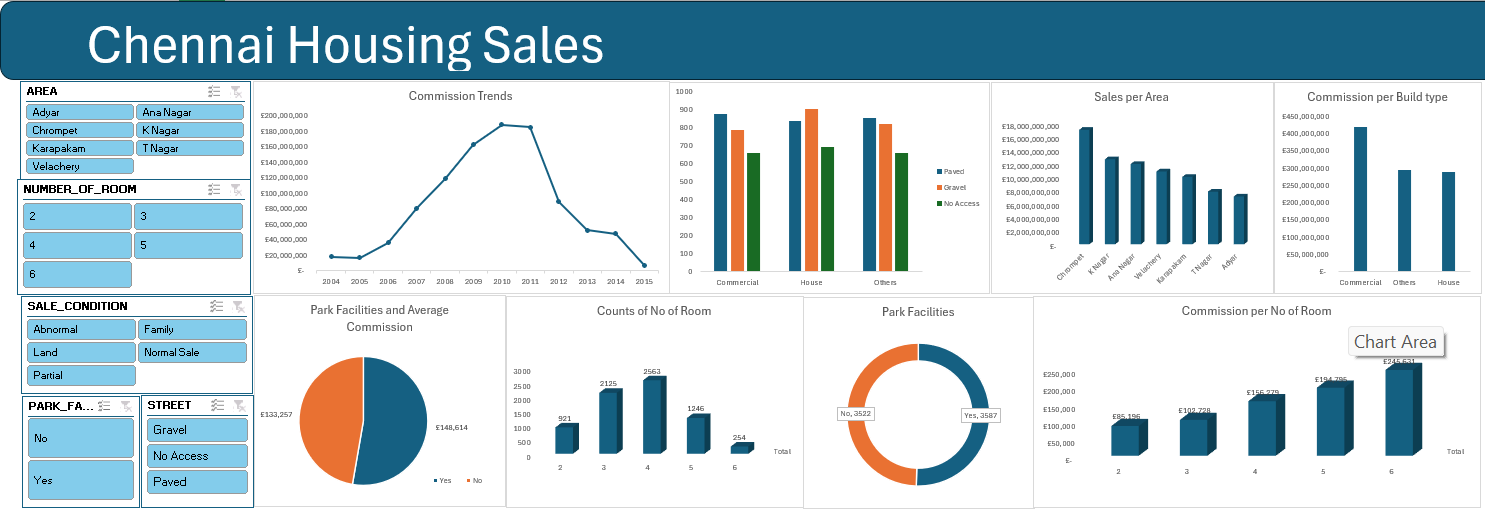 Chennai Housing Sales
AREA
Adyar
Ana Nagar
Chrompet
K Nagar
Karapakam
T Nagar
Velachery
NUMBER_OF_ROOM
2
3
4
5
6
SALE_CONDITION
Abnormal
Family
Land
Normal Sale
Partial
PARK_FA...
No
Yes
STREET
Gravel
No Access
Paved
Commission Trends
£200,000,000
£180,000,000
£160,000,000
£140,000,000
£120,000,000
£100,000,000
£80,000,000
£60,000,000
£40,000,000
£20,000,000
£-
2004 2005 2006 2007 2008 2009 2010 2011 2012 2013 2014 2015
1000
900
800
700
600
500
400
300
200
100
0
Commercial House Others
Paved
Gravel
No Access
Sales per Area
£18,000,000,000
£16,000,000,000
£14,000,000,000
£12,000,000,000
£10,000,000,000
£8,000,000,000
£6,000,000,000
£4,000,000,000
£2,000,000,000
£-
Chrompet
K Nagar
Ana Nagar
Velachery
Karapakam
T Nagar
Adyar
Commission per Build type
£450,000,000
£400,000,000
£350,000,000
£300,000,000
£250,000,000
£200,000,000
£150,000,000
£100,000,000
£50,000,000
£-
Commercial Others House
Park Facilities and Average
Commission
£133,257
£148,614
Yes No
Counts of No of Room
3000
2500
2000
1500
1000
500
0
921
2125
2563
1246
254
2 3 4 5 6
Total
Park Facilities
No, 3522
Yes, 3587
Commission per No of Room
Chart Area
£250,000
£200,000
£150,000
£100,000
£50,000
£-
£85,196
£102,728
£156,279
£194,795
£245,631
2 3 4 5 6
Total